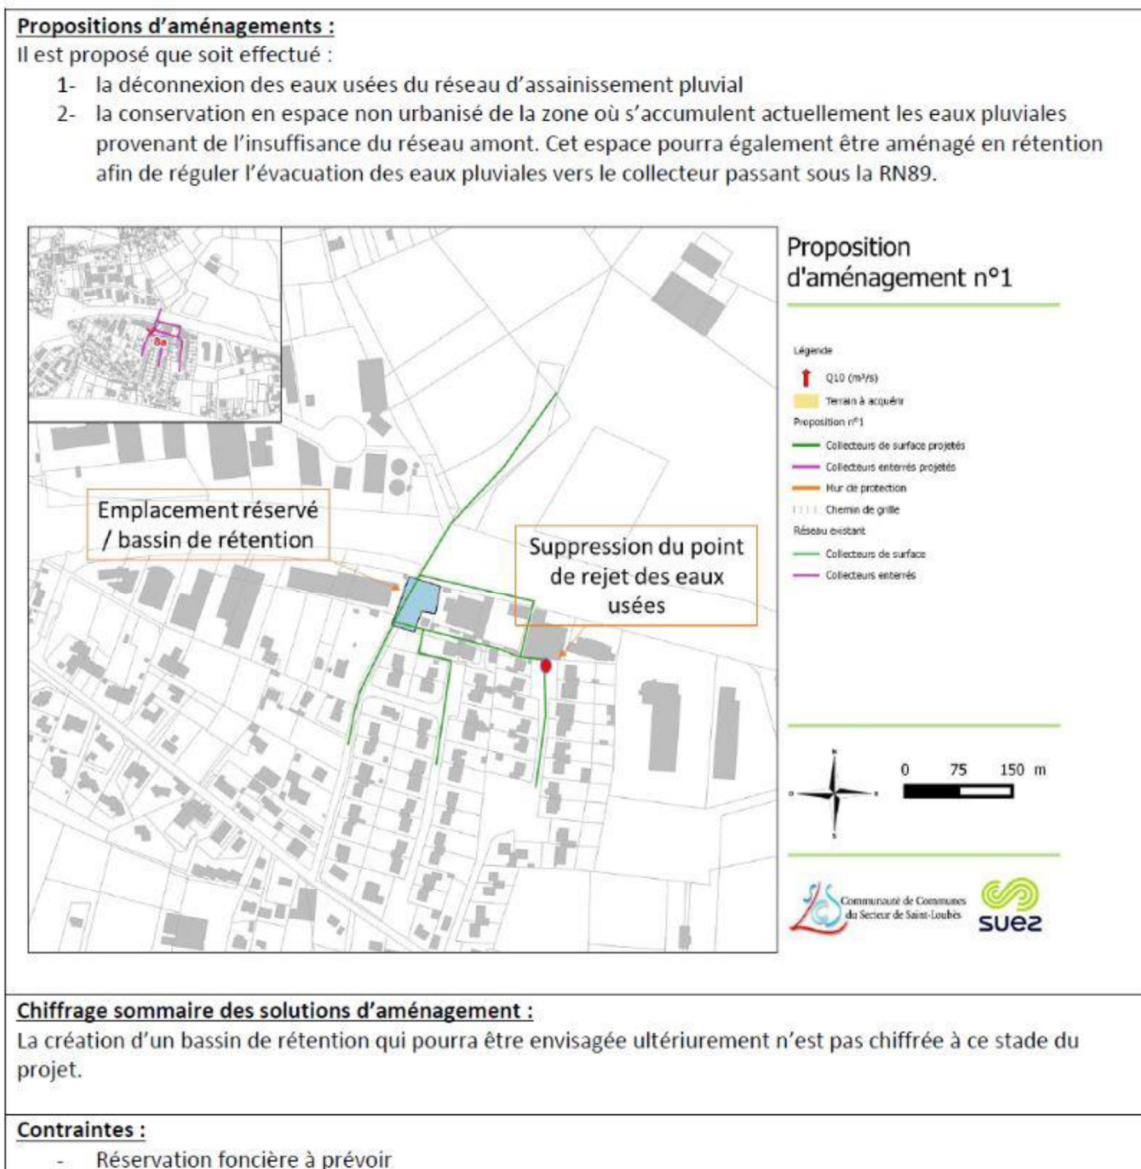 Propositions d’aménagements :
Il est proposé que soit effectué :
1- la déconnexion des eaux usées du réseau d’assainissement pluvial
2- la conservation en espace non urbanisé de la zone où s’accumulent actuellement les eaux pluviales
provenant de l’insuffisance du réseau amont. Cet espace pourra également être aménagé en rétention
afin de réguler l’évacuation des eaux pluviales vers le collecteur passant sous la RN89.
8a
Emplacement réservé
/ bassin de rétention
Suppression du point
de rejet des eaux
usées
Proposition
d'aménagement n°1
Légende
Q10 (m³/s)
Terrain à acquérir
Proposition n°1
Collecteurs de surface projetés
Collecteurs enterrés projetés
Mur de protection
Chemin de grille
Réseau existant
Collecteurs de surface
Collecteurs enterrés
N
O
E
S
0 75 150 m
Communauté de Communes
du Secteur de Saint-Loubès
suez
Chiffrage sommaire des solutions d’aménagement :
La création d’un bassin de rétention qui pourra être envisagée ultériurement n’est pas chiffrée à ce stade du
projet.
Contraintes :
- Réservation foncière à prévoir